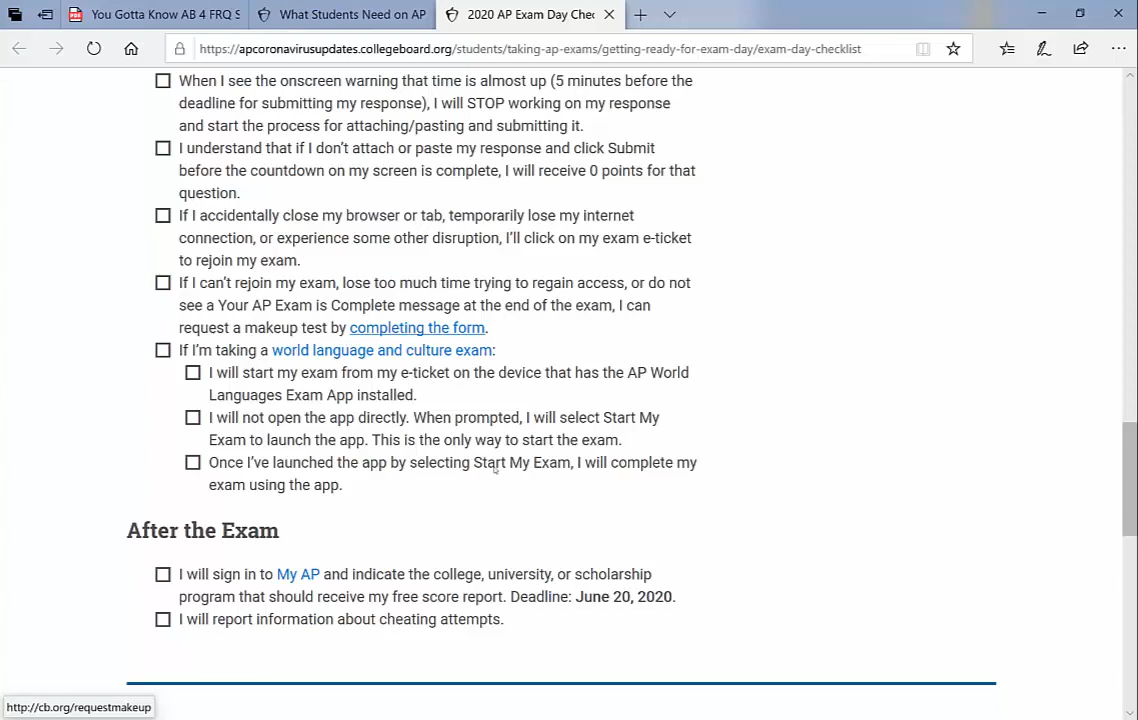 You Gotta Know AB 4 FRQ S
What Students Need on AP
2020 AP Exam Day Chec
https://apcoronavirusupdates.collegeboard.org/students/taking-ap-exams/getting-ready-for-exam-day/exam-day-checklist
When I see the onscreen warning that time is almost up (5 minutes before the
deadline for submitting my response), I will STOP working on my response
and start the process for attaching/pasting and submitting it.
I understand that if I don't attach or paste my response and click Submit
before the countdown on my screen is complete, I will receive 0 points for that
question.
If I accidentally close my browser or tab, temporarily lose my internet
connection, or experience some other disruption, I'll click on my exam e-ticket
to rejoin my exam.
If I can't rejoin my exam, lose too much time trying to regain access, or do not
see a Your AP Exam is Complete message at the end of the exam, I can
request a makeup test by completing the form.
If I'm taking a world language and culture exam:
I will start my exam from my e-ticket on the device that has the AP World
Languages Exam App installed.
I will not open the app directly. When prompted, I will select Start My
Exam to launch the app. This is the only way to start the exam.
Once I've launched the app by selecting Start My Exam, I will complete my
exam using the app.
After the Exam
I will sign in to My AP and indicate the college, university, or scholarship
program that should receive my free score report. Deadline: June 20, 2020.
I will report information about cheating attempts.
http://cb.org/requestmakeup